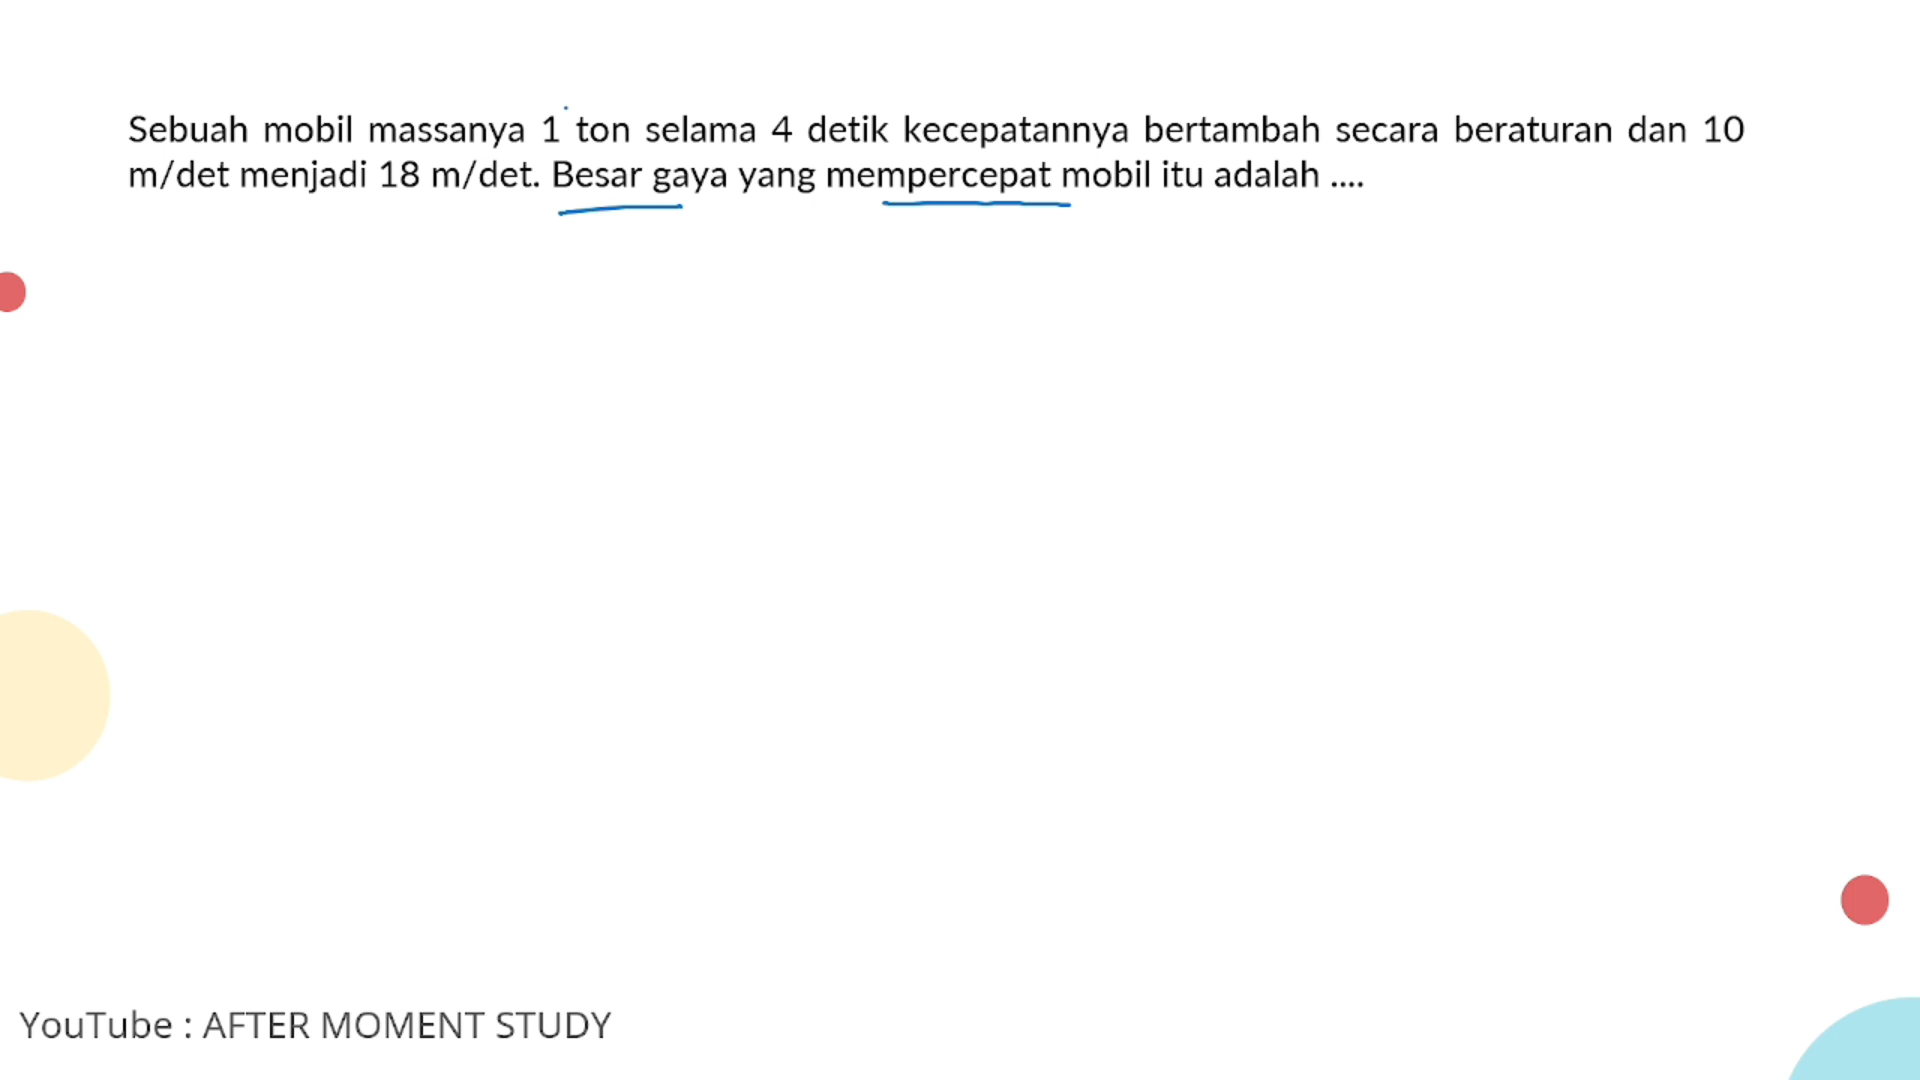 Sebuah mobil massanya 1 ton selama 4 detik kecepatannya bertambah secara beraturan dan 10
m/det menjadi 18 m/det. Besar gaya yang mempercepat mobil itu adalah ....
YouTube : AFTER MOMENT STUDY